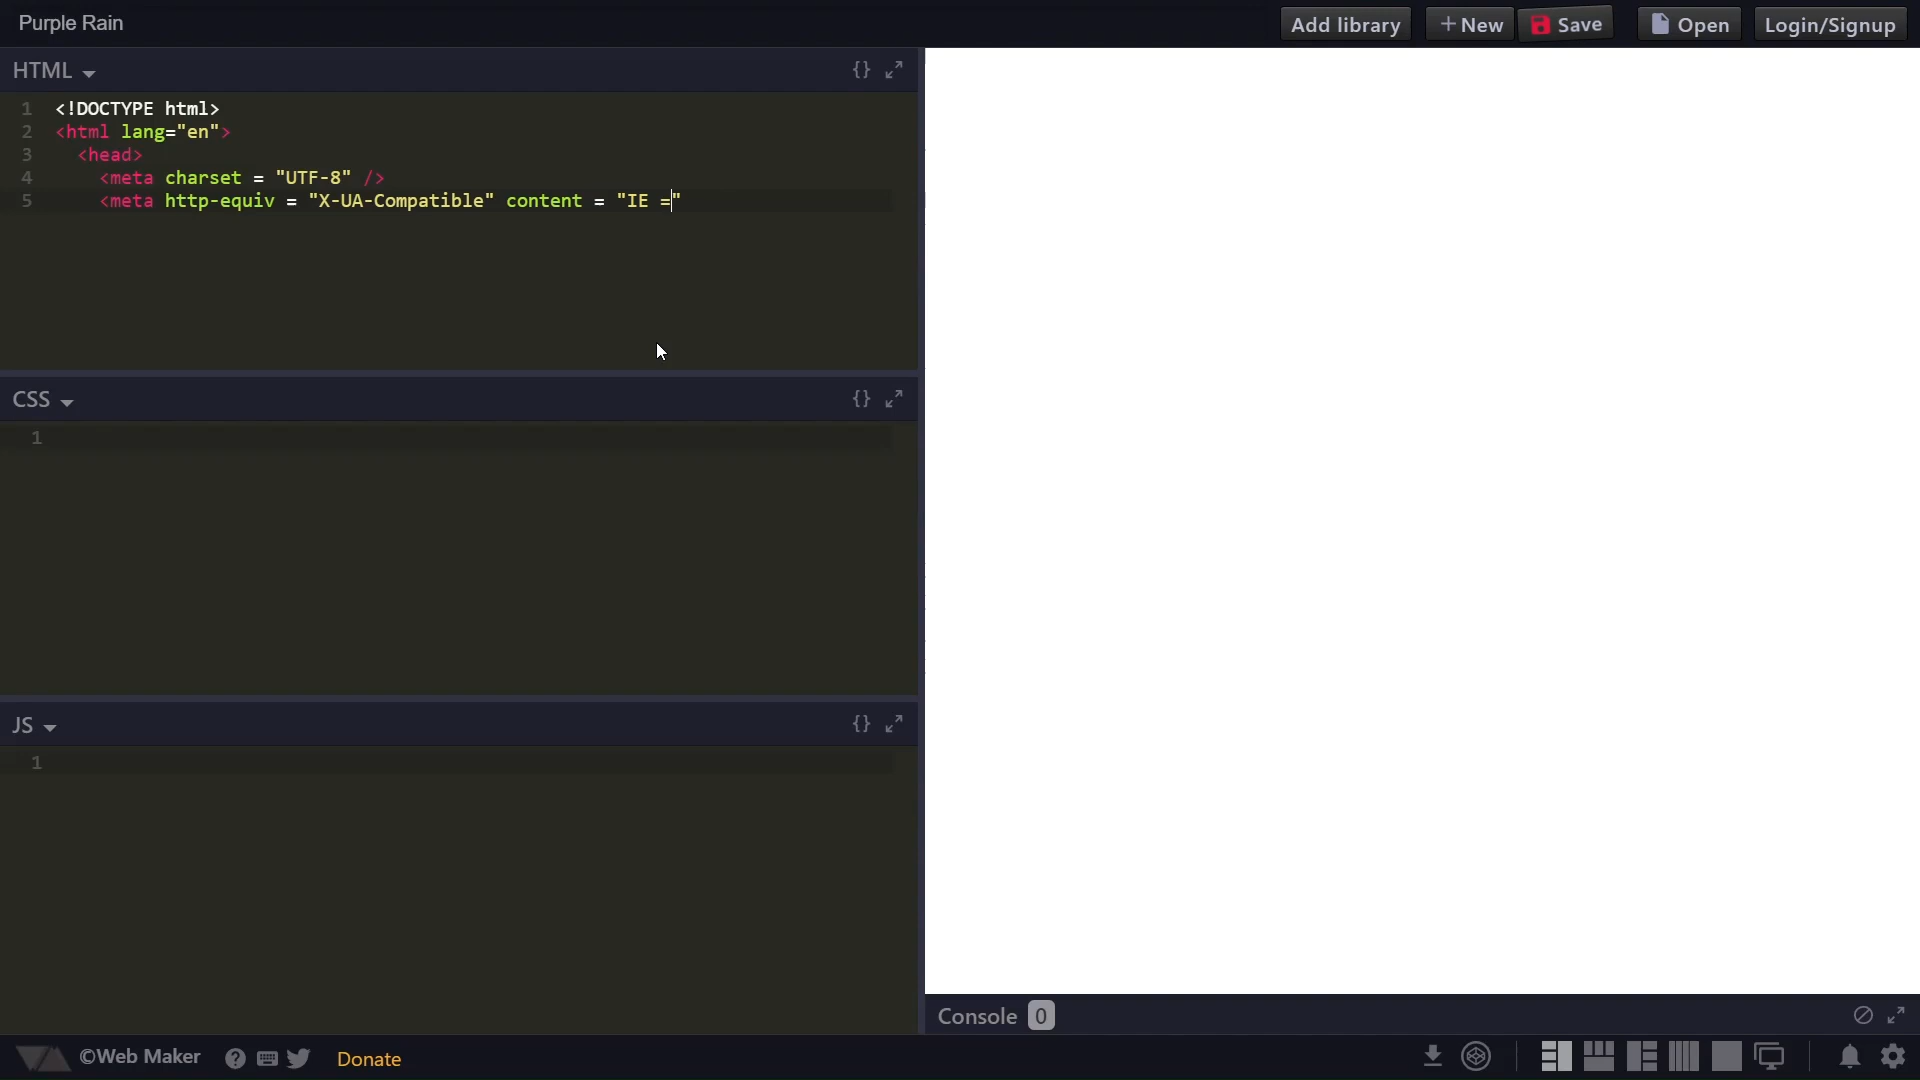 Purple Rain
Add library
+ New
Save
Open
Login/Signup
HTML
{}
1 <!DOCTYPE html>
2 <html lang="en">
3 <head>
4 <meta charset = "UTF-8" />
5 <meta http-equiv = "X-UA-Compatible" content = "IE ="
CSS
{}
1
JS
{}
1
Console 0
©Web Maker
?
Donate